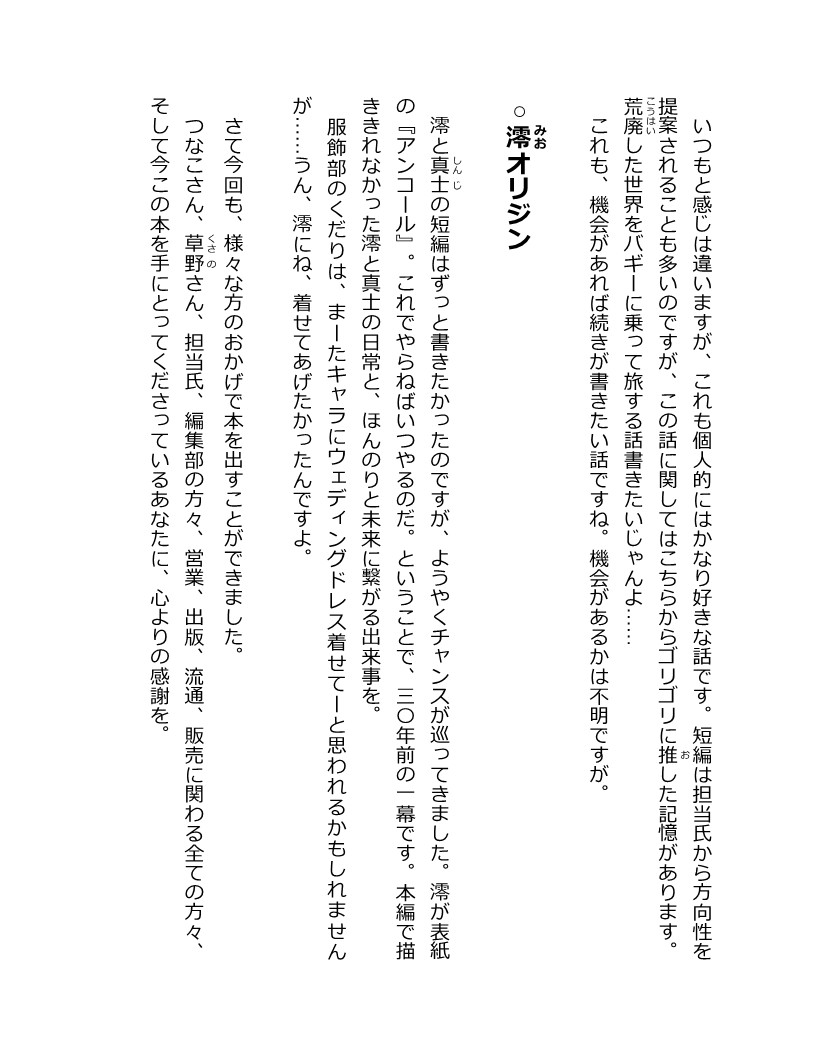 いつもと感じは違いますが、これも個人的にはかなり好きな話です。短編は担当氏から方向性を
提案されることも多いのですが、この話に関してはこちらからゴリゴリに推した記憶があります。
荒廃した世界をバギーに乗って旅する話書きたいじゃんよ……
これも、機会があれば続きが書きたい話ですね。機会があるかは不明ですが。
○澪オリジン
澪と真士の短編はずっと書きたかったのですが、ようやくチャンスが巡ってきました。澪が表紙
の『アンコール』。これでやらねばいつやるのだ。ということで、三〇年前の一幕です。本編で描
ききれなかった澪と真士の日常と、ほんのりと未来に繋がる出来事を。
服飾部のくだりは、まーたキャラにウェディングドレス着せてーと思われるかもしれません
が……うん、澪にね、着せてあげたかったんですよ。
さて今回も、様々な方のおかげで本を出すことができました。
つなこさん、草野さん、担当氏、編集部の方々、営業、出版、流通、販売に関わる全ての方々、
そして今この本を手にとってくださっているあなたに、心よりの感謝を。